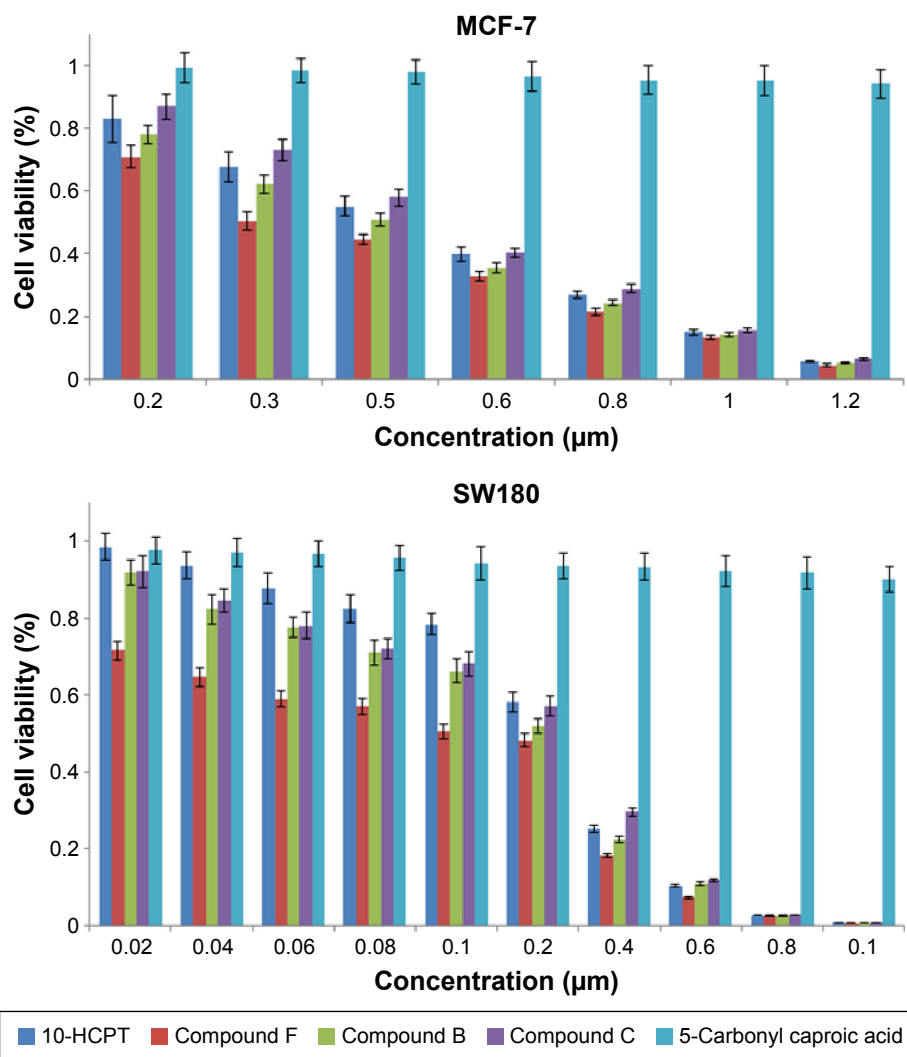 MCF-7
Cell viability (%)
1
0.8
0.6
0.4
0.2
0
0.2 0.3 0.5 0.6 0.8 1 1.2
Concentration (µm)
SW180
Cell viability (%)
1
0.8
0.6
0.4
0.2
0
0.02 0.04 0.06 0.08 0.1 0.2 0.4 0.6 0.8 0.1
Concentration (µm)
10-HCPT Compound F Compound B Compound C 5-Carbonyl caproic acid